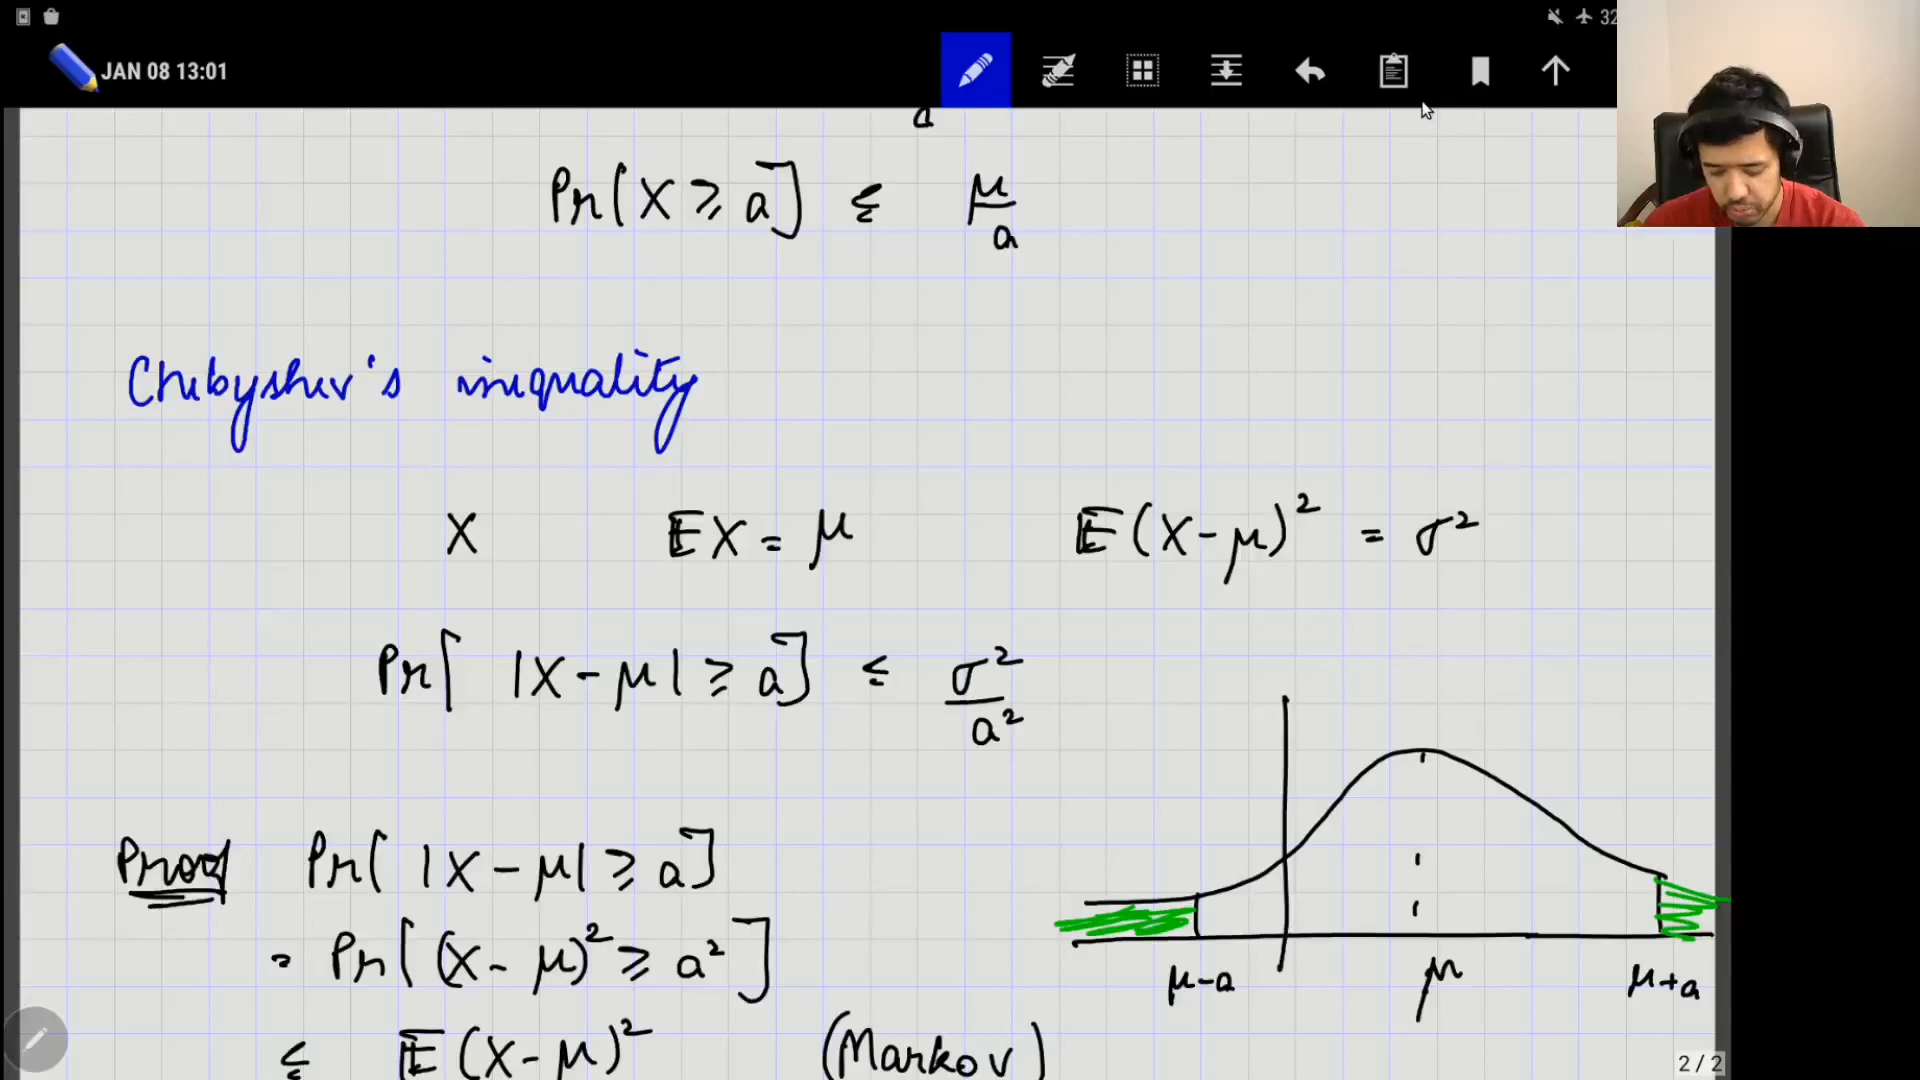 JAN 08 13:01
a
Pr[X ≥ a] ≤ μ/a
Chebyshev's inequality
X EX = μ E(X-μ)² = σ²
Pr[ |X-μ| ≥ a] ≤ σ²/a²
Proof Pr[ |X-μ| ≥ a]
= Pr[(X-μ)² ≥ a²]
μ-a μ μ+a
≤ E(X-μ)² (Markov)
2/2